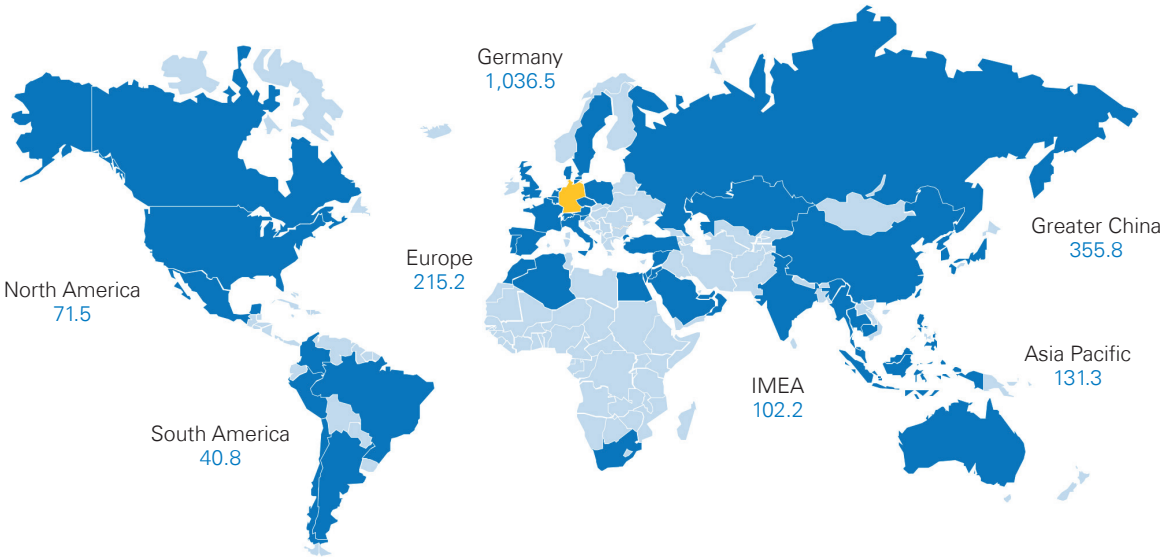 Germany
1,036.5
Greater China
355.8
Europe
215.2
North America
71.5
Asia Pacific
131.3
IMEA
102.2
South America
40.8